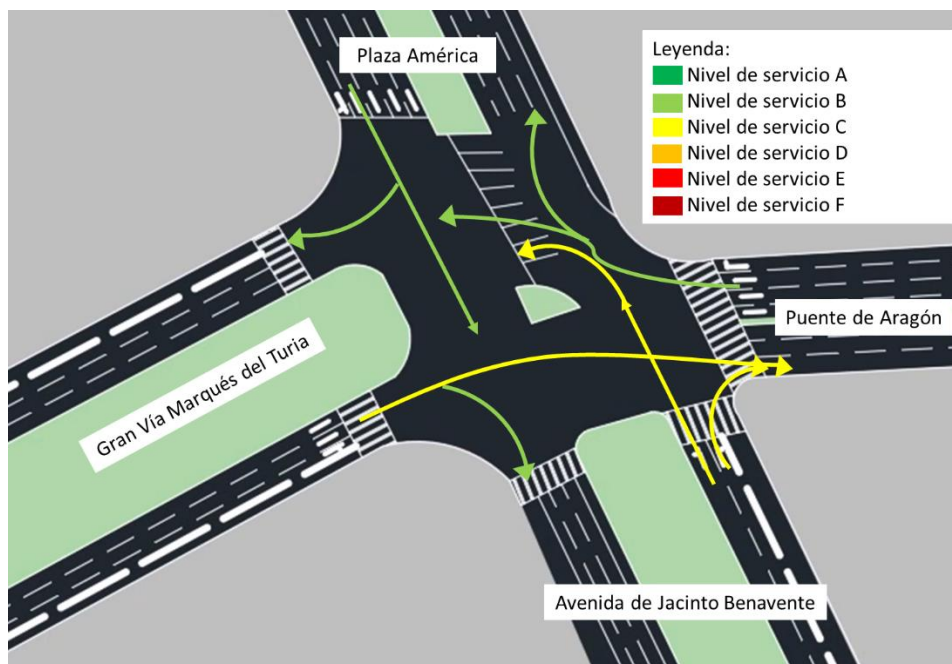 Plaza América
Leyenda:
Nivel de servicio A
Nivel de servicio B
Nivel de servicio C
Nivel de servicio D
Nivel de servicio E
Nivel de servicio F
Puente de Aragón
Gran Vía Marqués del Turia
Avenida de Jacinto Benavente